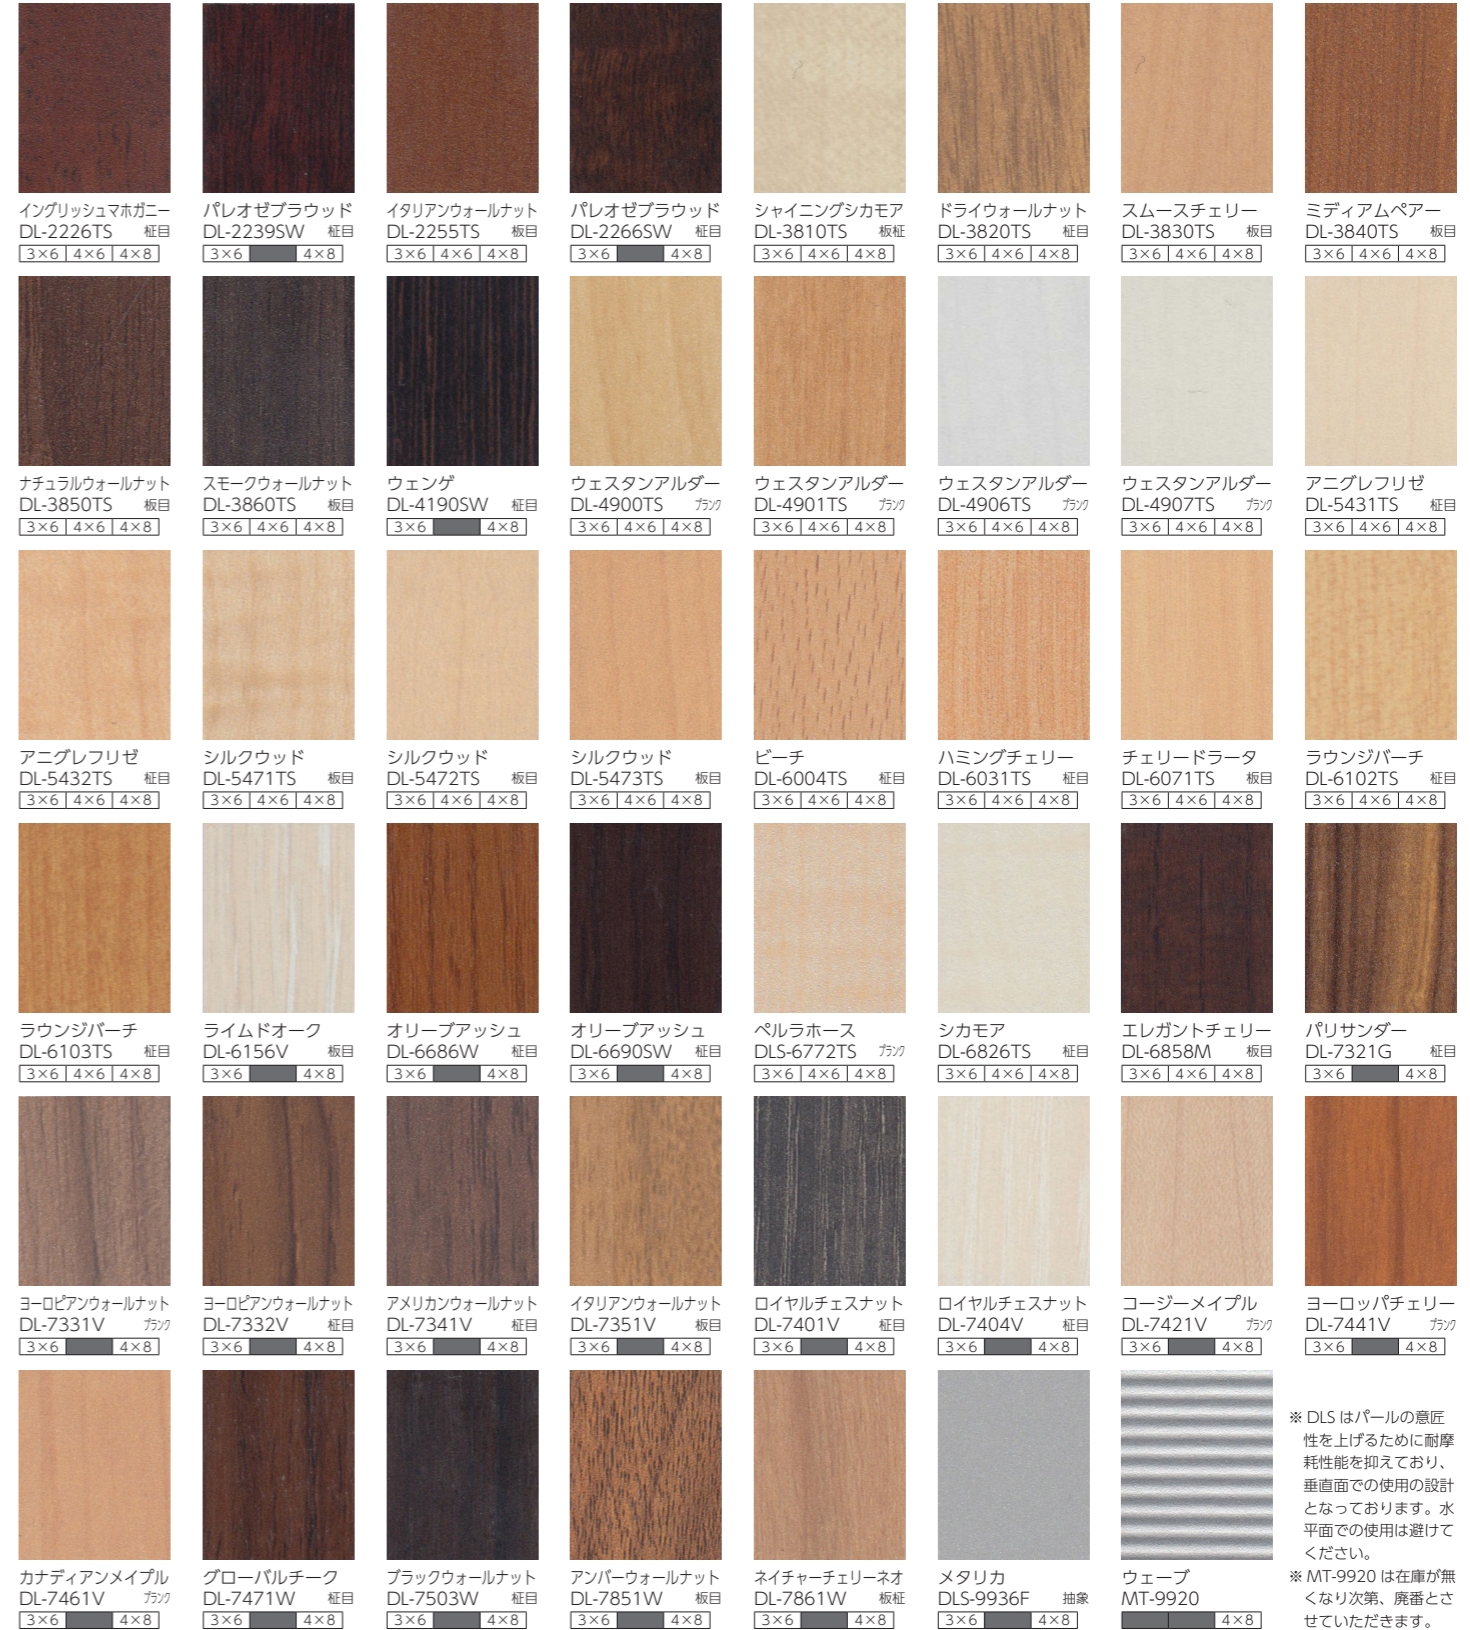 イングリッシュマホガニー
DL-2226TS 柾目
3×6 4×6 4×8
パレオゼブラウッド
DL-2239SW 柾目
3×6 4×8
イタリアンウォールナット
DL-2255TS 板目
3×6 4×6 4×8
パレオゼブラウッド
DL-2266SW 柾目
3×6 4×8
シャイニングシカモア
DL-3810TS 板柾
3×6 4×6 4×8
ドライウォールナット
DL-3820TS 柾目
3×6 4×6 4×8
スムースチェリー
DL-3830TS 板目
3×6 4×6 4×8
ミディアムペアー
DL-3840TS 板目
3×6 4×6 4×8
ナチュラルウォールナット
DL-3850TS 板目
3×6 4×6 4×8
スモークウォールナット
DL-3860TS 板目
3×6 4×6 4×8
ウェンゲ
DL-4190SW 柾目
3×6 4×8
ウェスタンアルダー
DL-4900TS プランク
3×6 4×6 4×8
ウェスタンアルダー
DL-4901TS プランク
3×6 4×6 4×8
ウェスタンアルダー
DL-4906TS プランク
3×6 4×6 4×8
ウェスタンアルダー
DL-4907TS プランク
3×6 4×6 4×8
アニグレフリゼ
DL-5431TS 柾目
3×6 4×6 4×8
アニグレフリゼ
DL-5432TS 柾目
3×6 4×6 4×8
シルクウッド
DL-5471TS 板目
3×6 4×6 4×8
シルクウッド
DL-5472TS 板目
3×6 4×6 4×8
シルクウッド
DL-5473TS 板目
3×6 4×6 4×8
ビーチ
DL-6004TS 柾目
3×6 4×6 4×8
ハミングチェリー
DL-6031TS 柾目
3×6 4×6 4×8
チェリードラータ
DL-6071TS 板目
3×6 4×6 4×8
ラウンジバーチ
DL-6102TS 柾目
3×6 4×6 4×8
ラウンジバーチ
DL-6103TS 柾目
3×6 4×6 4×8
ライムドオーク
DL-6156V 板目
3×6 4×8
オリーブアッシュ
DL-6686W 柾目
3×6 4×8
オリーブアッシュ
DL-6690SW 柾目
3×6 4×8
ペルラホース
DLS-6772TS プランク
3×6 4×6 4×8
シカモア
DL-6826TS 柾目
3×6 4×6 4×8
エレガントチェリー
DL-6858M 板目
3×6 4×6 4×8
パリサンダー
DL-7321G 柾目
3×6 4×8
ヨーロピアンウォールナット
DL-7331V プランク
3×6 4×8
ヨーロピアンウォールナット
DL-7332V 柾目
3×6 4×8
アメリカンウォールナット
DL-7341V 柾目
3×6 4×8
イタリアンウォールナット
DL-7351V 板目
3×6 4×8
ロイヤルチェスナット
DL-7401V 柾目
3×6 4×8
ロイヤルチェスナット
DL-7404V 柾目
3×6 4×8
コージーメイプル
DL-7421V プランク
3×6 4×8
ヨーロッパチェリー
DL-7441V プランク
3×6 4×8
カナディアンメイプル
DL-7461V プランク
3×6 4×8
グローバルチーク
DL-7471W 柾目
3×6 4×8
ブラックウォールナット
DL-7503W 柾目
3×6 4×8
アンバーウォールナット
DL-7851W 板目
3×6 4×8
ネイチャーチェリーネオ
DL-7861W 板柾
3×6 4×8
メタリカ
DLS-9936F 抽象
3×6 4×8
ウェーブ
MT-9920
4×8
※ DLS はパールの意匠
性を上げるために耐摩
耗性能を抑えており、
垂直面での使用の設計
となっております。水
平面での使用は避けて
ください。
※ MT-9920 は在庫が無
くなり次第、廃番とさ
せていただきます。